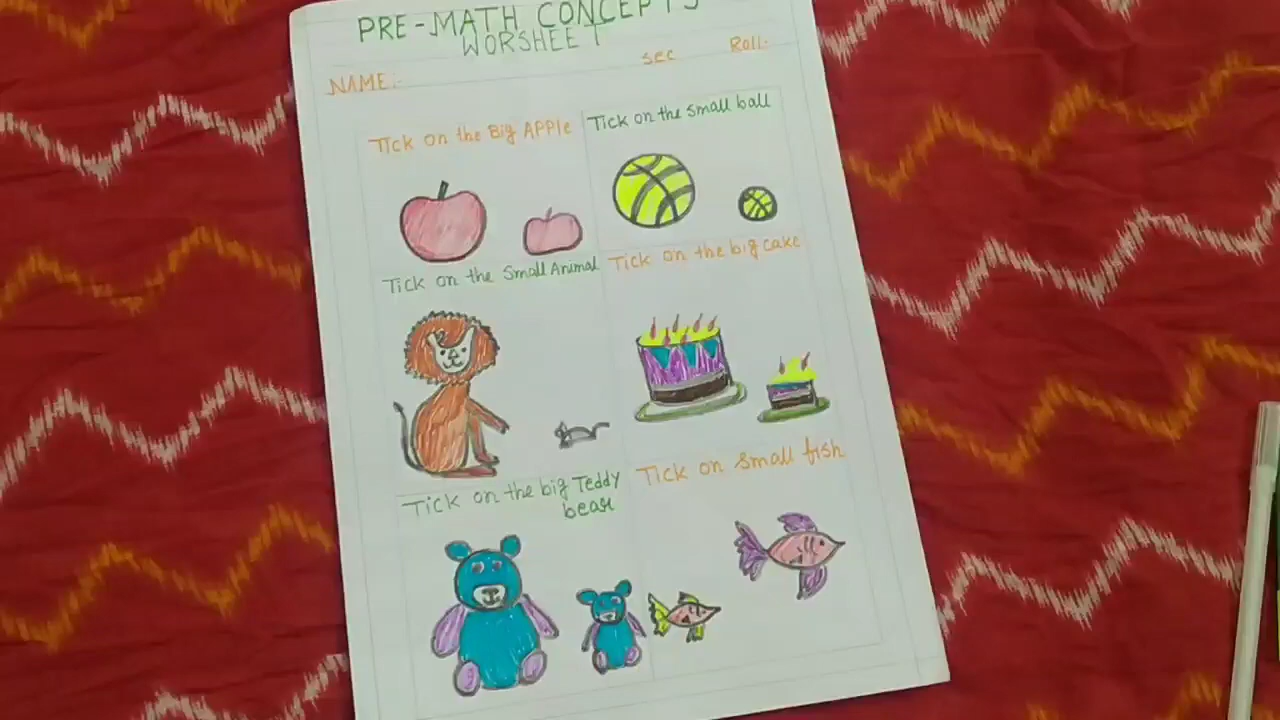 PRE-MATH CONCEPTS
WORSHEET
NAME:-
sec
Roll-
Tick on the Big APPle
Tick on the small ball
Tick on the Small Animal
Tick on the big cake
Tick on the big Teddy
bear
Tick on small fish